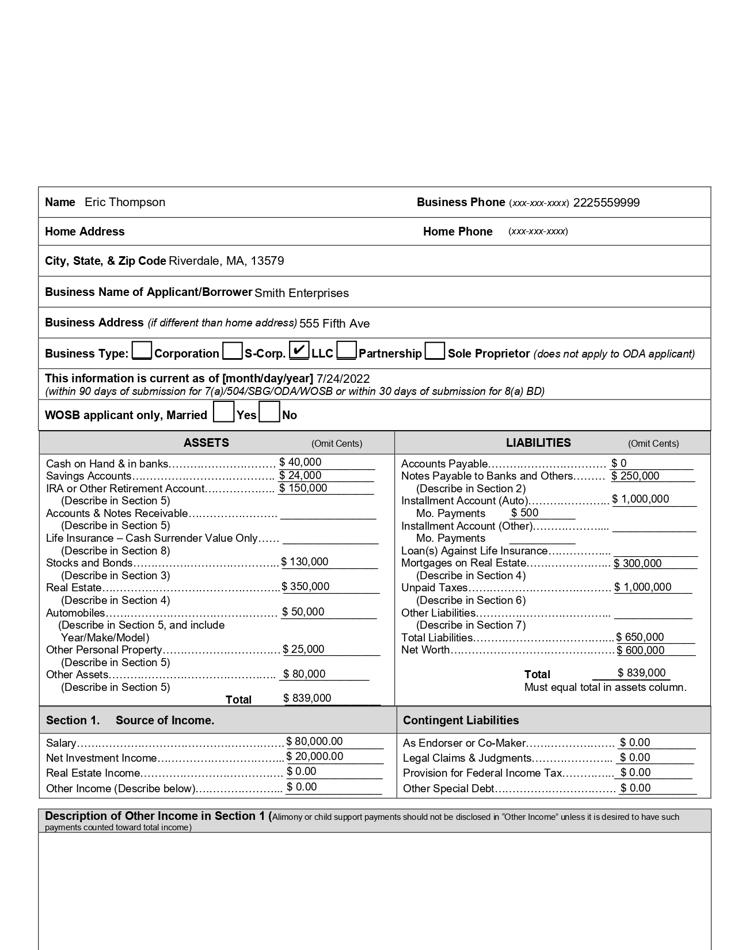 Name Eric Thompson Business Phone (xxx-xxx-xxxx) 2225559999
Home Address Home Phone (xxx-xxx-xxxx)
City, State, & Zip Code Riverdale, MA, 13579
Business Name of Applicant/Borrower Smith Enterprises
Business Address (if different than home address) 555 Fifth Ave
Business Type: Corporation S-Corp. ✔ LLC Partnership Sole Proprietor (does not apply to ODA applicant)
This information is current as of [month/day/year] 7/24/2022
(within 90 days of submission for 7(a)/504/SBG/ODA/WOSB or within 30 days of submission for 8(a) BD)
WOSB applicant only, Married Yes No
ASSETS (Omit Cents)
Cash on Hand & in banks………………………… $ 40,000
Savings Accounts…………………………………… $ 24,000
IRA or Other Retirement Account……………….. $ 150,000
(Describe in Section 5)
Accounts & Notes Receivable…………………….
(Describe in Section 5)
Life Insurance – Cash Surrender Value Only……
(Describe in Section 8)
Stocks and Bonds………………………………………. $ 130,000
(Describe in Section 3)
Real Estate……………………………………………... $ 350,000
(Describe in Section 4)
Automobiles…………………………………………… $ 50,000
(Describe in Section 5, and include
Year/Make/Model)
Other Personal Property…………………………… $ 25,000
(Describe in Section 5)
Other Assets………………………………………… $ 80,000
(Describe in Section 5)
Total $ 839,000
LIABILITIES (Omit Cents)
Accounts Payable…………………………… $ 0
Notes Payable to Banks and Others……… $ 250,000
(Describe in Section 2)
Installment Account (Auto)………………….. $ 1,000,000
Mo. Payments $ 500
Installment Account (Other)………………....
Mo. Payments
Loan(s) Against Life Insurance……………...
Mortgages on Real Estate…………………… $ 300,000
(Describe in Section 4)
Unpaid Taxes………………………………… $ 1,000,000
(Describe in Section 6)
Other Liabilities……………………………...
(Describe in Section 7)
Total Liabilities……………………………….. $ 650,000
Net Worth…………………………………….. $ 600,000
Total $ 839,000
Must equal total in assets column.
Section 1. Source of Income.
Salary………………………………………………… $ 80,000.00
Net Investment Income…………………………….. $ 20,000.00
Real Estate Income………………………………… $ 0.00
Other Income (Describe below)…………………... $ 0.00
Contingent Liabilities
As Endorser or Co-Maker……………………. $ 0.00
Legal Claims & Judgments………………….. $ 0.00
Provision for Federal Income Tax………….. $ 0.00
Other Special Debt…………………………… $ 0.00
Description of Other Income in Section 1 (Alimony or child support payments should not be disclosed in "Other Income" unless it is desired to have such
payments counted toward total income)